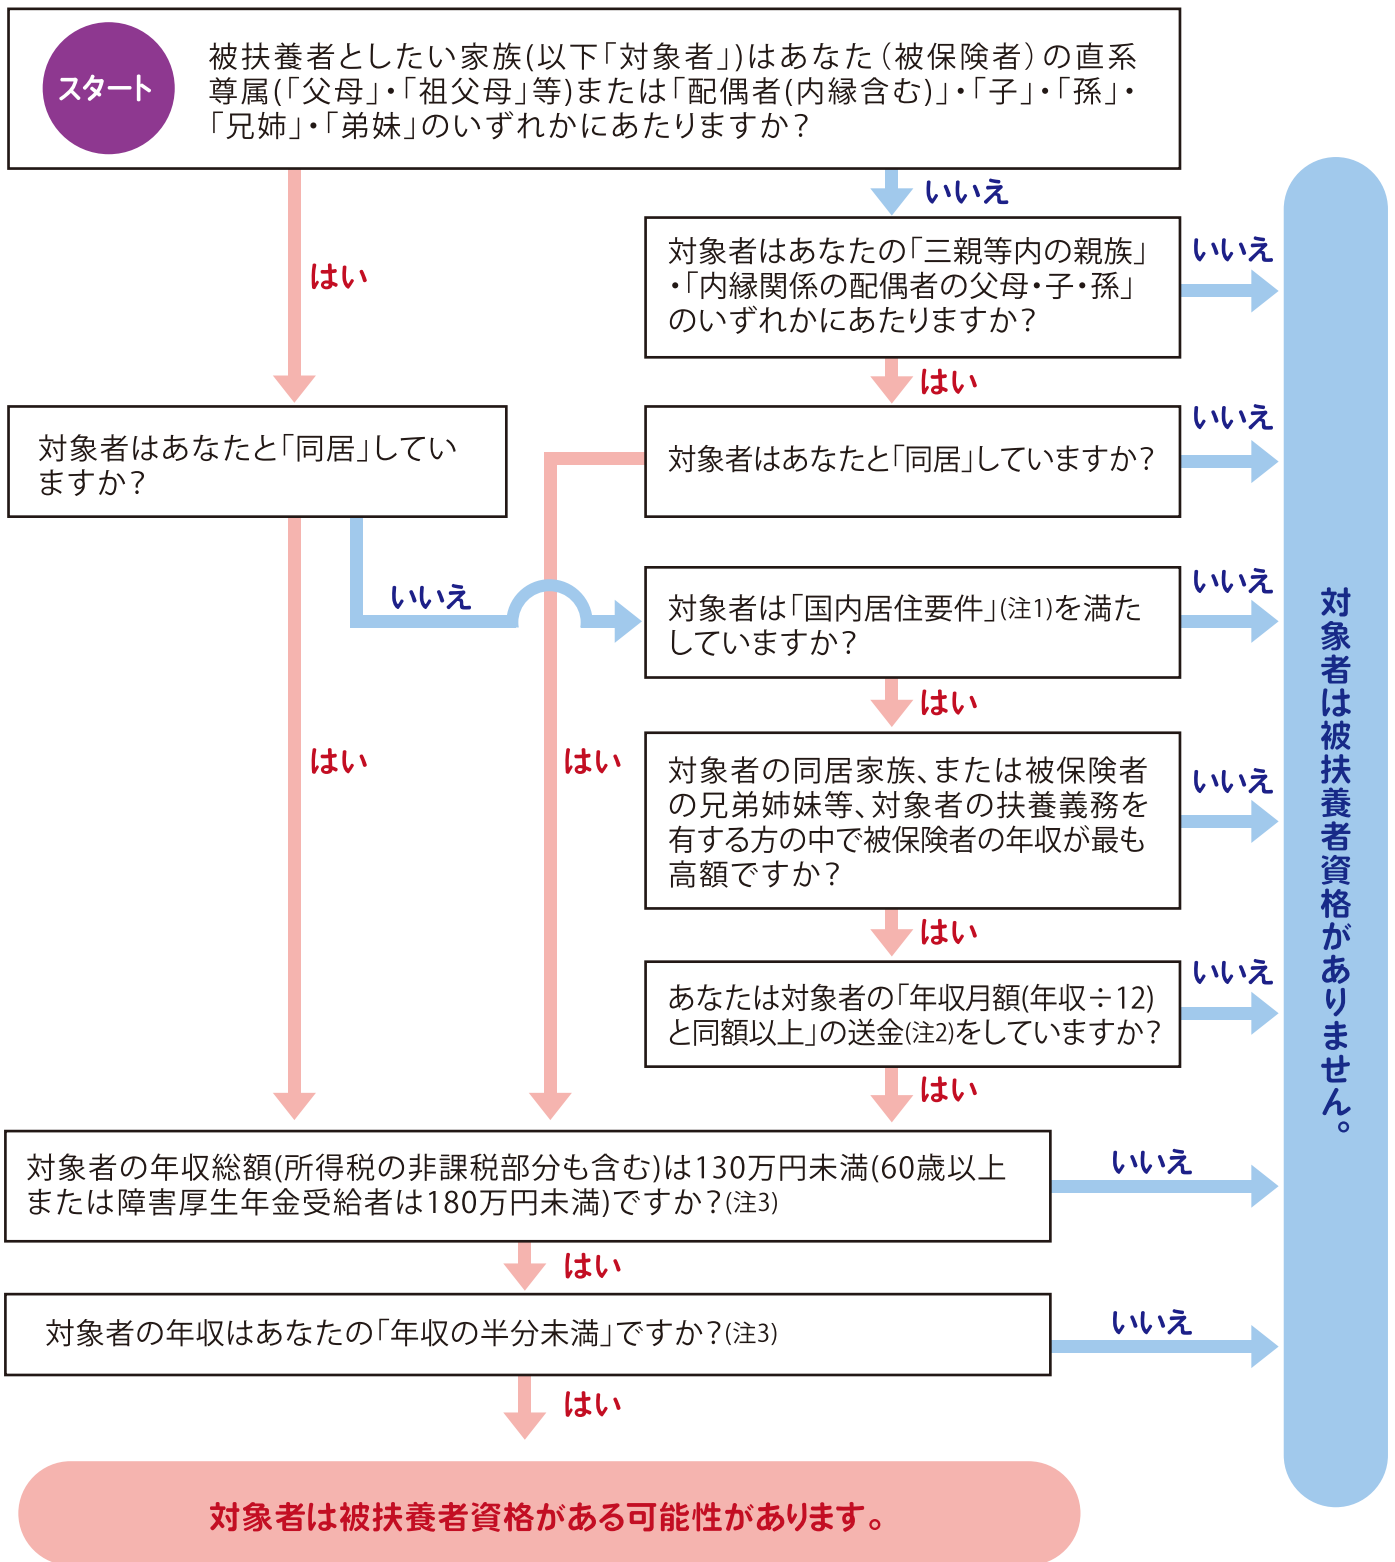 スタート
被扶養者としたい家族(以下「対象者」)はあなた（被保険者）の直系
尊属(「父母」・「祖父母」等)または「配偶者(内縁含む)」・「子」・「孫」・
「兄姉」・「弟妹」のいずれかにあたりますか？
いいえ
はい
対象者はあなたの「三親等内の親族」
・「内縁関係の配偶者の父母・子・孫」
のいずれかにあたりますか？
いいえ
はい
対象者はあなたと「同居」してい
ますか？
対象者はあなたと「同居」していますか？
いいえ
いいえ
対象者は「国内居住要件」(注1)を満た
していますか？
いいえ
はい
はい
はい
対象者の同居家族、または被保険者
の兄弟姉妹等、対象者の扶養義務を
有する方の中で被保険者の年収が最も
高額ですか？
いいえ
はい
あなたは対象者の「年収月額(年収÷12)
と同額以上」の送金(注2)をしていますか？
いいえ
はい
対象者の年収総額(所得税の非課税部分も含む)は130万円未満(60歳以上
または障害厚生年金受給者は180万円未満)ですか？(注3)
いいえ
はい
対象者の年収はあなたの「年収の半分未満」ですか？(注3)
いいえ
はい
対象者は被扶養者資格がある可能性があります。
対象者は被扶養者資格がありません。